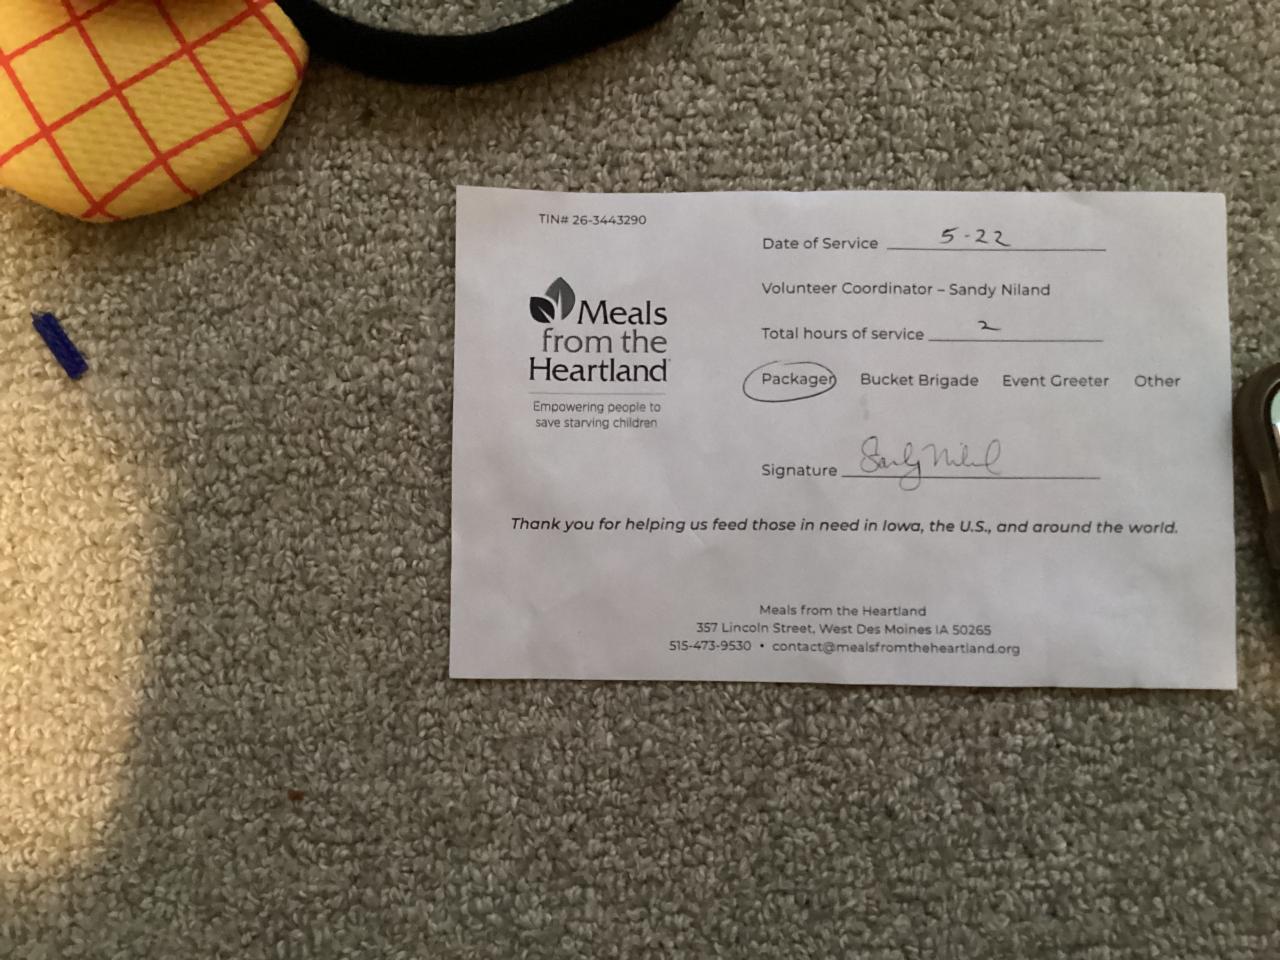 TIN# 26-3443290
Meals
from the
Heartland
Empowering people to
save starving children
Date of Service 5-22
Volunteer Coordinator – Sandy Niland
Total hours of service 2
Packager Bucket Brigade Event Greeter Other
Signature Sandy Niland
Thank you for helping us feed those in need in Iowa, the U.S., and around the world.
Meals from the Heartland
357 Lincoln Street, West Des Moines IA 50265
515-473-9530 • contact@mealsfromtheheartland.org